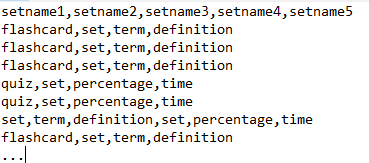 setname1,setname2,setname3,setname4,setname5
flashcard,set,term,definition
flashcard,set,term,definition
flashcard,set,term,definition
quiz,set,percentage,time
quiz,set,percentage,time
set,term,definition,set,percentage,time
flashcard,set,term,definition
...